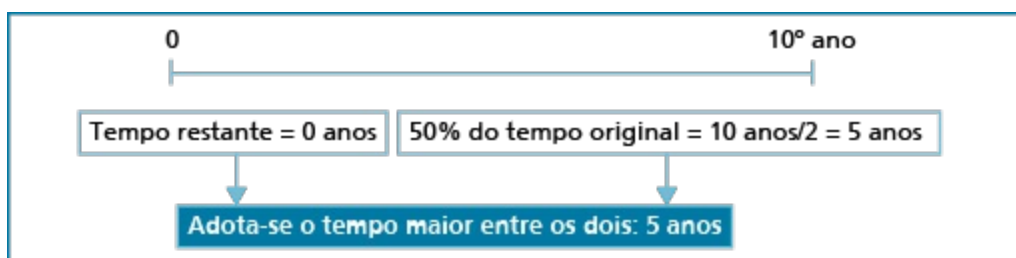 0 10º ano
Tempo restante = 0 anos 50% do tempo original = 10 anos/2 = 5 anos
Adota-se o tempo maior entre os dois: 5 anos